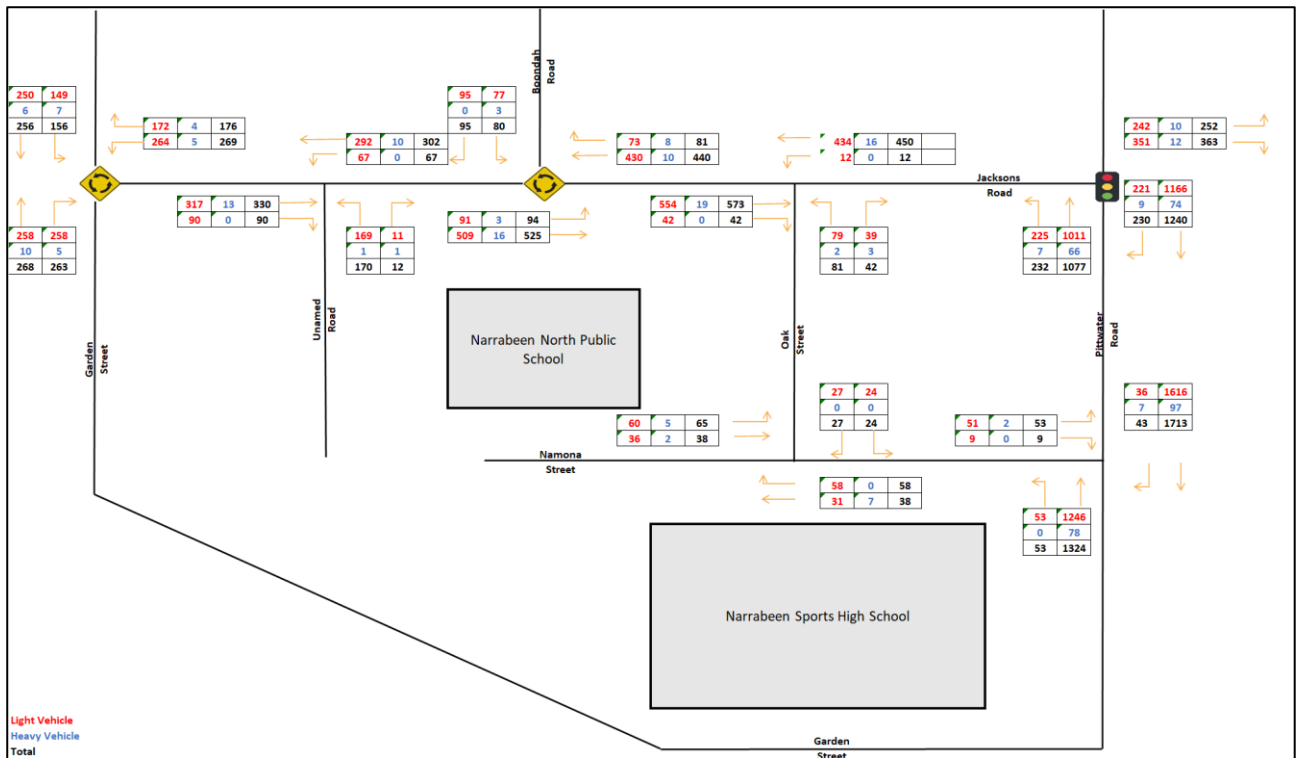 Boondah
Road
250 149
6 7
256 156
172 4 176
264 5 269
292 10 302
67 0 67
95 77
0 3
95 80
73 8 81
430 10 440
434 16 450
12 0 12
242 10 252
351 12 363
Jacksons
Road
317 13 330
90 0 90
258 258
10 5
268 263
169 11
1 1
170 12
91 3 94
509 16 525
554 19 573
42 0 42
79 39
2 3
81 42
225 1011
7 66
232 1077
221 1166
9 74
230 1240
Garden
Street
Unamed
Road
Narrabeen North Public
School
Oak
Street
Pittwater
Road
27 24
0 0
27 24
60 5 65
36 2 38
51 2 53
9 0 9
36 1616
7 97
43 1713
Namona
Street
58 0 58
31 7 38
53 1246
0 78
53 1324
Narrabeen Sports High School
Light Vehicle
Heavy Vehicle
Total
Garden
Street